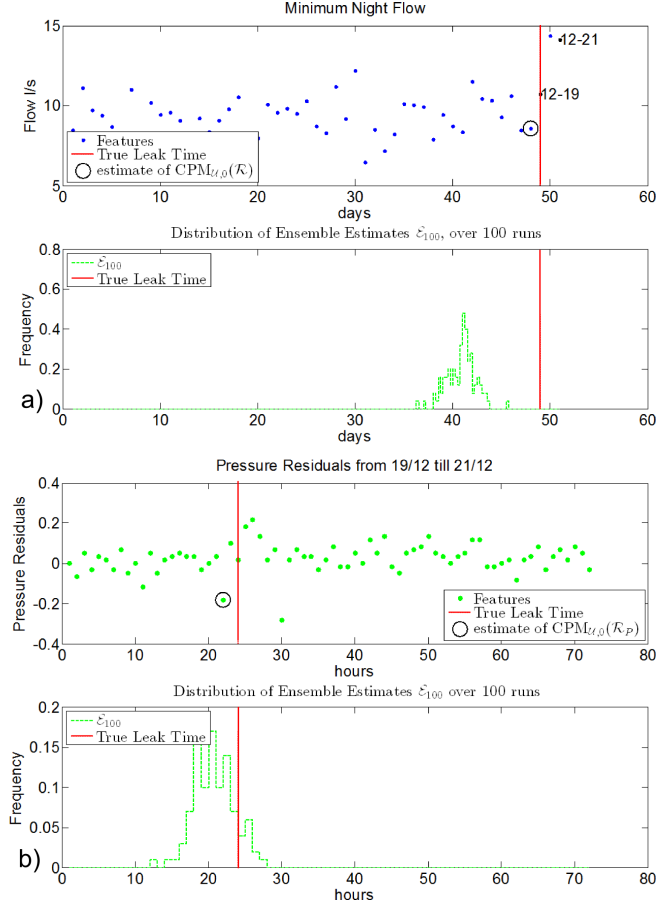 Minimum Night Flow
15
10
5
Flow l/s
12-21
12-19
Features
True Leak Time
estimate of CPM𝒰,0(ℛ)
0 10 20 30 40 50 60
days
Distribution of Ensemble Estimates ℰ100, over 100 runs
0.8
0.6
0.4
0.2
0
Frequency
ℰ100
True Leak Time
a)
0 10 20 30 40 50 60
days
Pressure Residuals from 19/12 till 21/12
0.4
0.2
0
-0.2
-0.4
Pressure Residuals
Features
True Leak Time
estimate of CPM𝒰,0(ℛP)
0 10 20 30 40 50 60 70 80
hours
Distribution of Ensemble Estimates ℰ100 over 100 runs
0.2
0.15
0.1
0.05
0
Frequency
ℰ100
True Leak Time
b)
0 10 20 30 40 50 60 70 80
hours